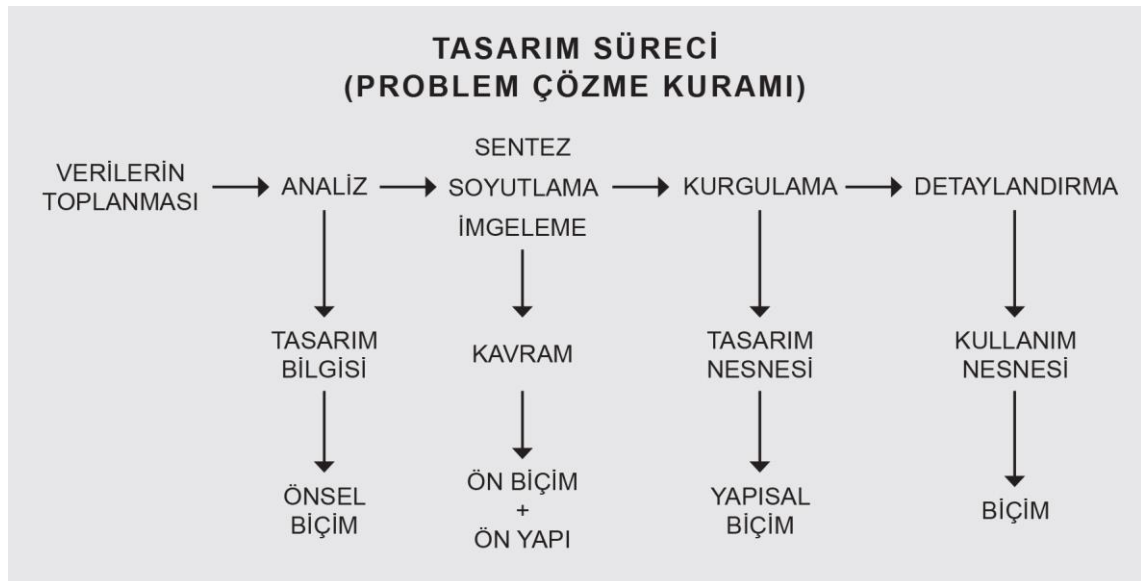 TASARIM SÜRECİ
(PROBLEM ÇÖZME KURAMI)
VERİLERİN
TOPLANMASI
ANALİZ
SENTEZ
SOYUTLAMA
İMGELEME
KURGULAMA
DETAYLANDIRMA
TASARIM
BİLGİSİ
KAVRAM
TASARIM
NESNESİ
KULLANIM
NESNESİ
ÖNSEL
BİÇİM
ÖN BİÇİM
+
ÖN YAPI
YAPISAL
BİÇİM
BİÇİM